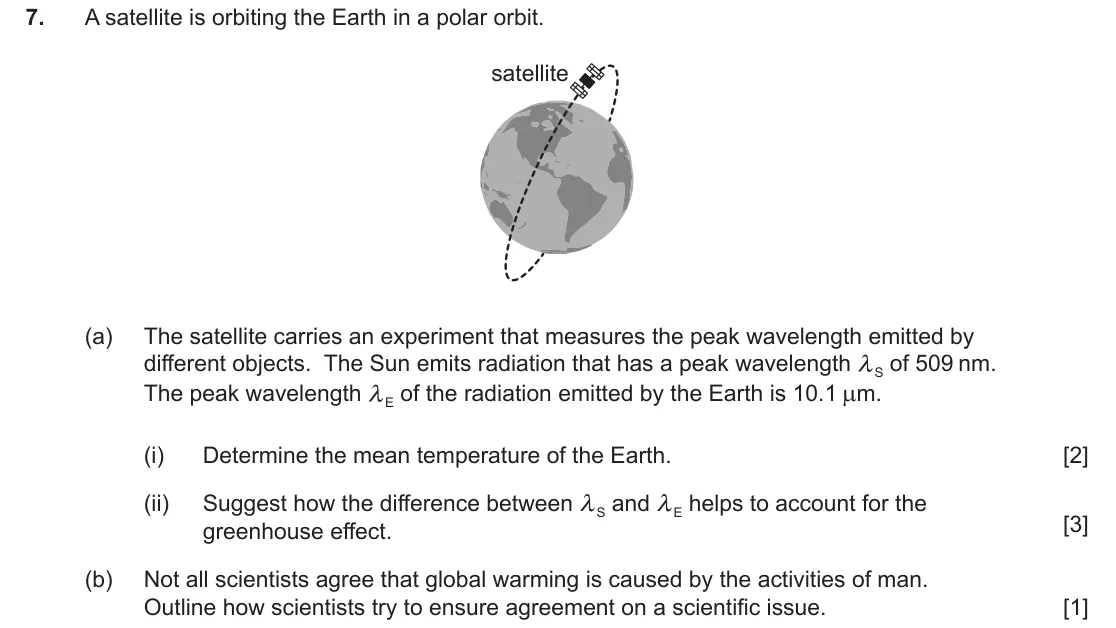 7. A satellite is orbiting the Earth in a polar orbit.
satellite
(a) The satellite carries an experiment that measures the peak wavelength emitted by
different objects. The Sun emits radiation that has a peak wavelength λS of 509 nm.
The peak wavelength λE of the radiation emitted by the Earth is 10.1 μm.
(i) Determine the mean temperature of the Earth. [2]
(ii) Suggest how the difference between λS and λE helps to account for the
greenhouse effect. [3]
(b) Not all scientists agree that global warming is caused by the activities of man.
Outline how scientists try to ensure agreement on a scientific issue. [1]